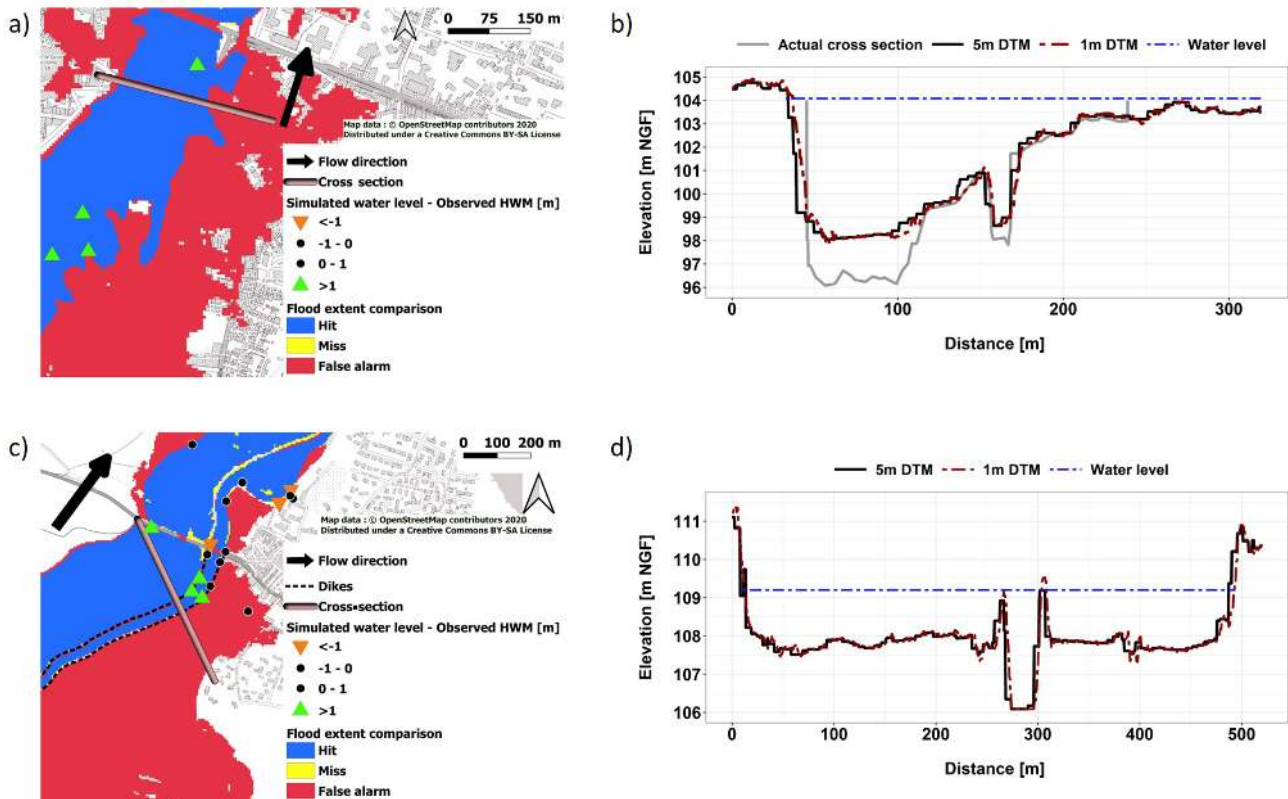 a)
0 75 150 m
Map data : © OpenStreetMap contributors 2020
Distributed under a Creative Commons BY-SA License
Flow direction
Cross section
Simulated water level - Observed HWM [m]
<-1
-1 - 0
0 - 1
>1
Flood extent comparison
Hit
Miss
False alarm
b)
Actual cross section 5m DTM 1m DTM Water level
105
104
103
102
101
100
99
98
97
96
Elevation [m NGF]
0 100 200 300
Distance [m]
c)
0 100 200 m
Map data : © OpenStreetMap contributors 2020
Distributed under a Creative Commons BY-SA License
Flow direction
Dikes
Cross-section
Simulated water level - Observed HWM [m]
<-1
-1 - 0
0 - 1
>1
Flood extent comparison
Hit
Miss
False alarm
d)
5m DTM 1m DTM Water level
111
110
109
108
107
106
Elevation [m NGF]
0 100 200 300 400 500
Distance [m]